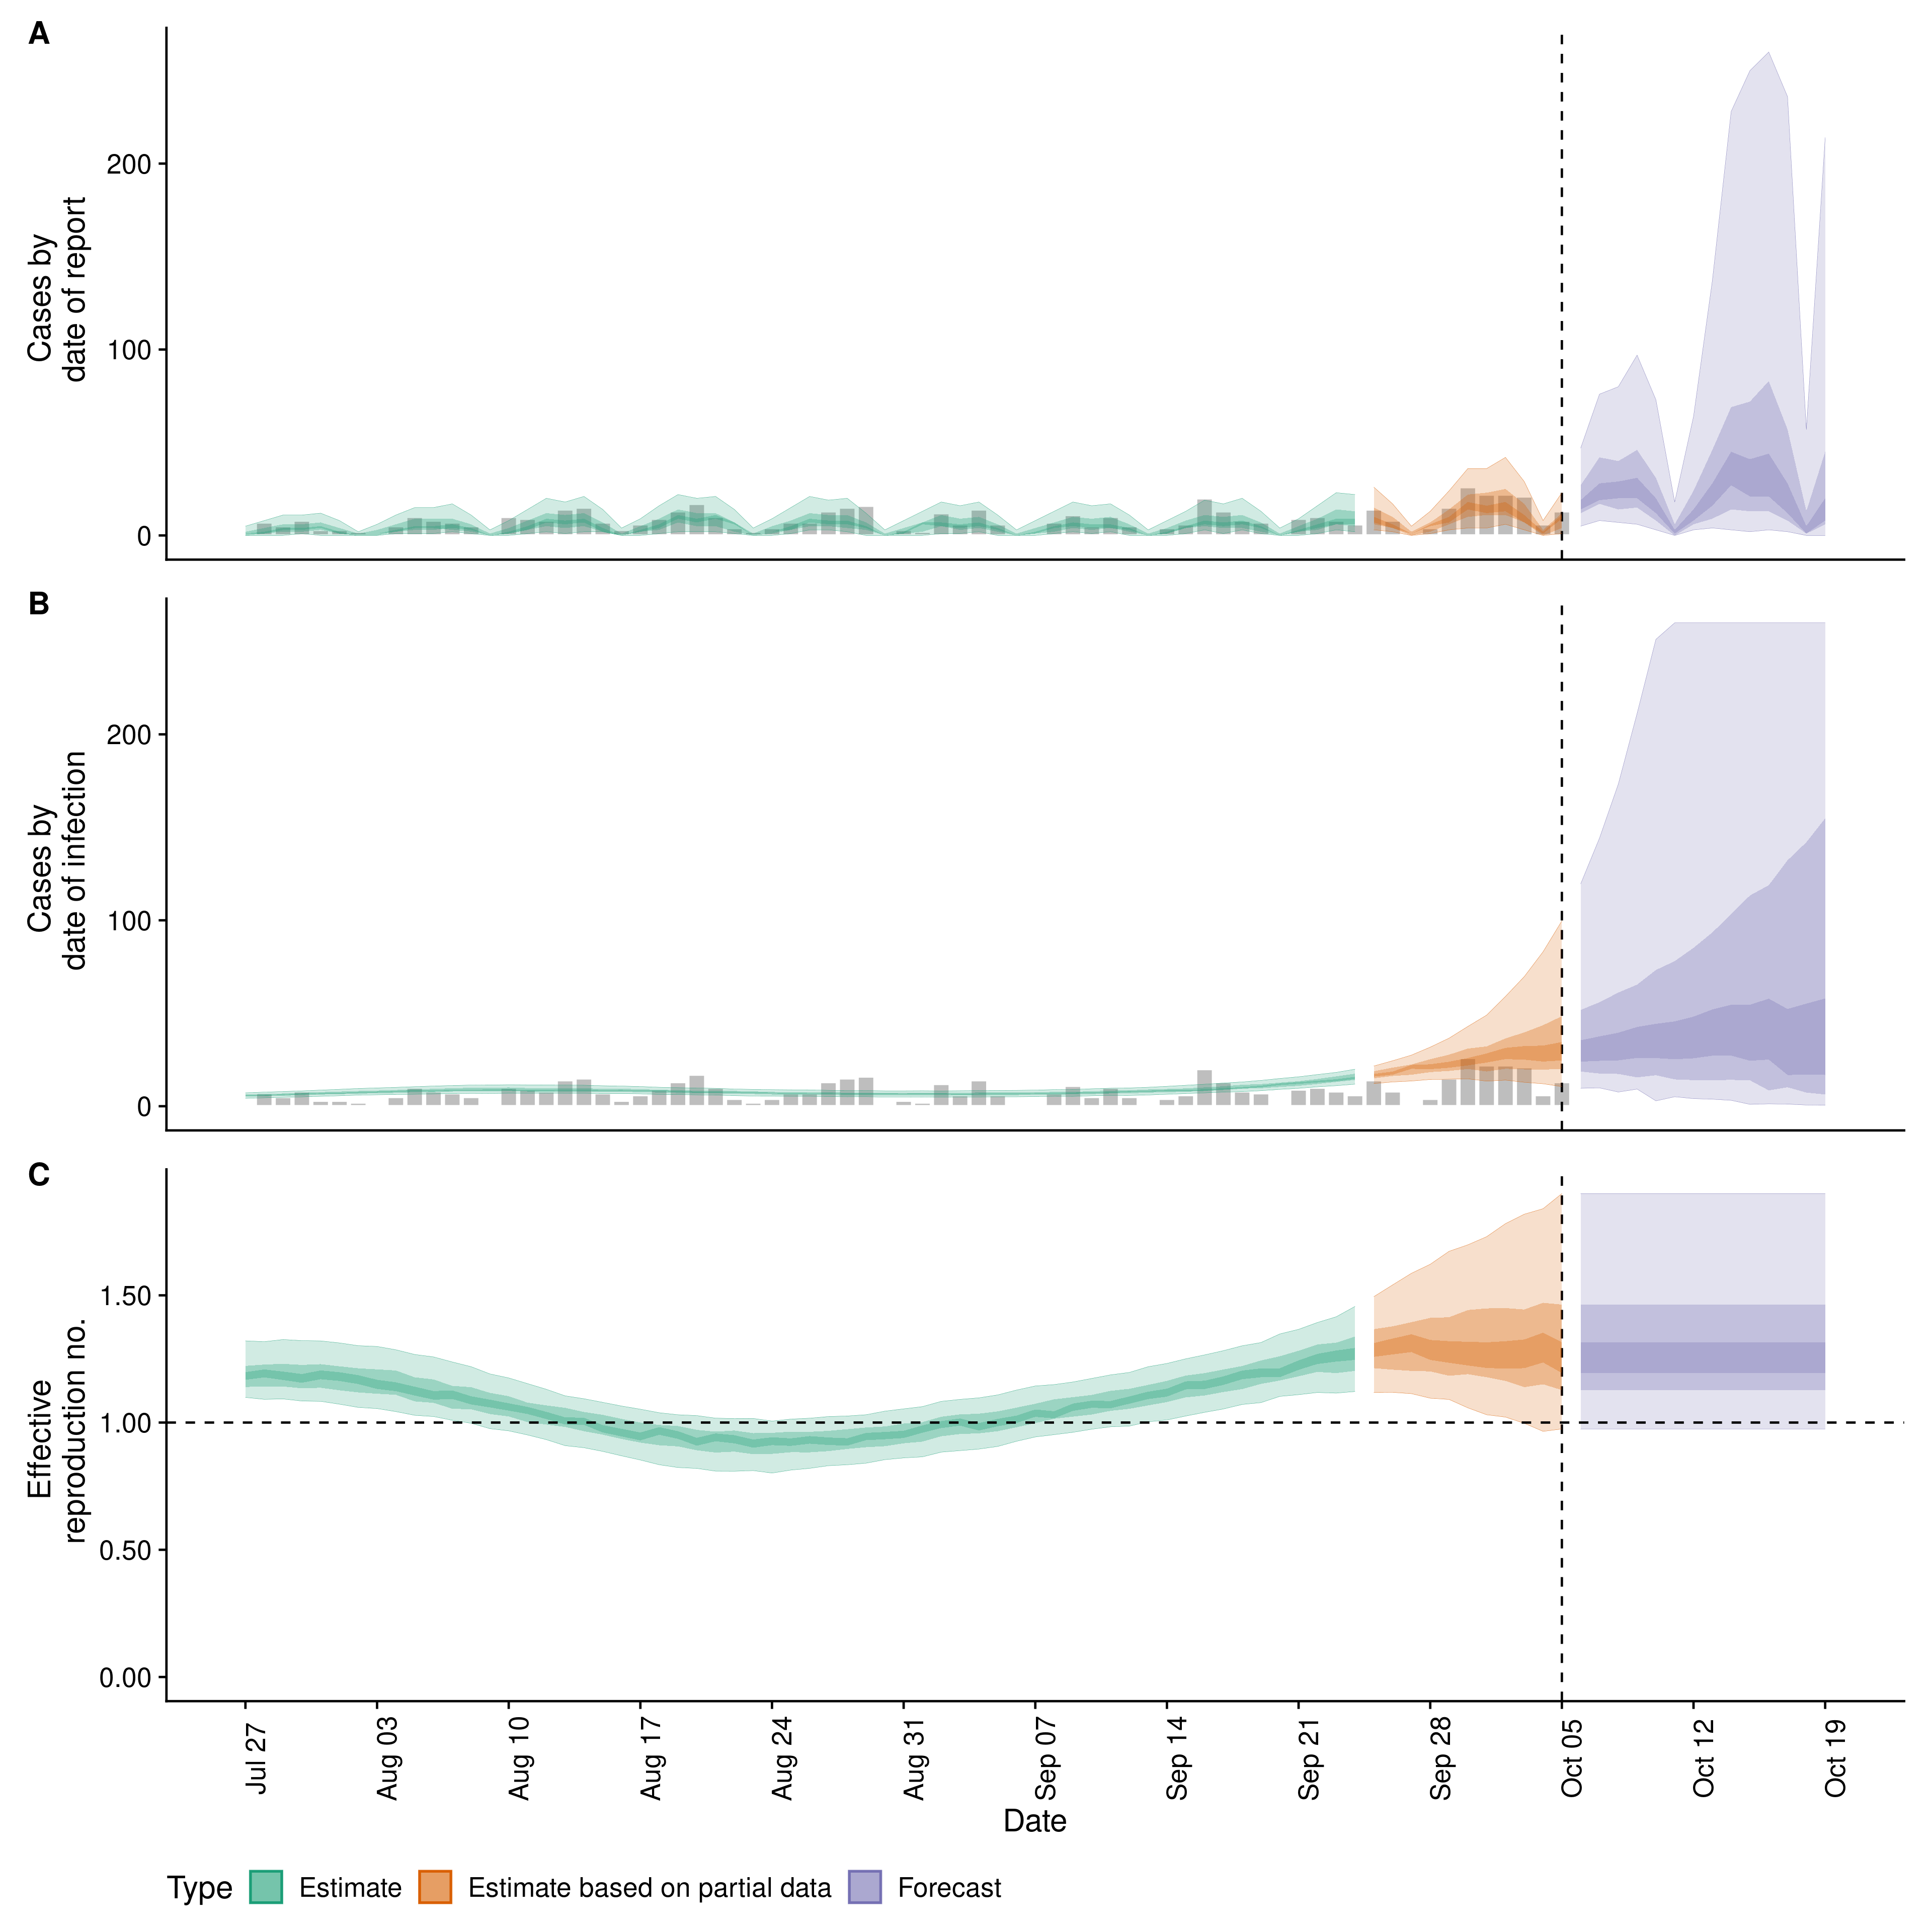 A
Cases by
date of report
200
100
0
B
Cases by
date of infection
200
100
0
C
Effective
reproduction no.
1.50
1.00
0.50
0.00
Jul 27
Aug 03
Aug 10
Aug 17
Aug 24
Aug 31
Sep 07
Sep 14
Sep 21
Sep 28
Oct 05
Oct 12
Oct 19
Date
Type Estimate Estimate based on partial data Forecast